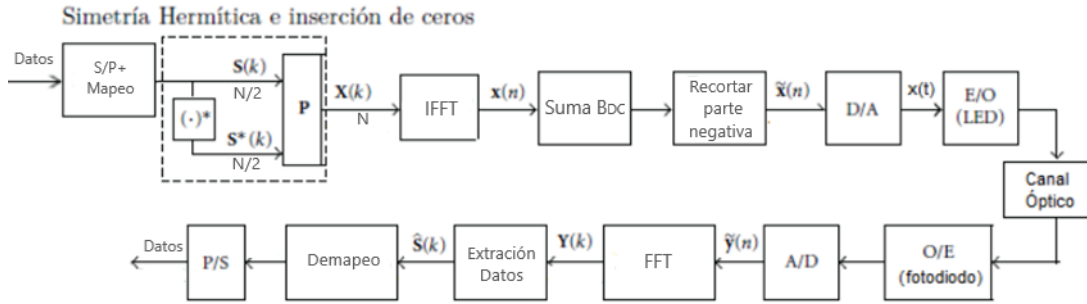 Simetría Hermítica e inserción de ceros
Datos
S/P+
Mapeo
S(k)
N/2
(·)*
S*(k)
N/2
P
X(k)
N
IFFT
x(n)
Suma BDC
Recortar
parte
negativa
x̃(n)
D/A
x(t)
E/O
(LED)
Canal
Óptico
Datos
P/S
Demapeo
Ŝ(k)
Extracción
Datos
Y(k)
FFT
ỹ(n)
A/D
O/E
(fotodiodo)